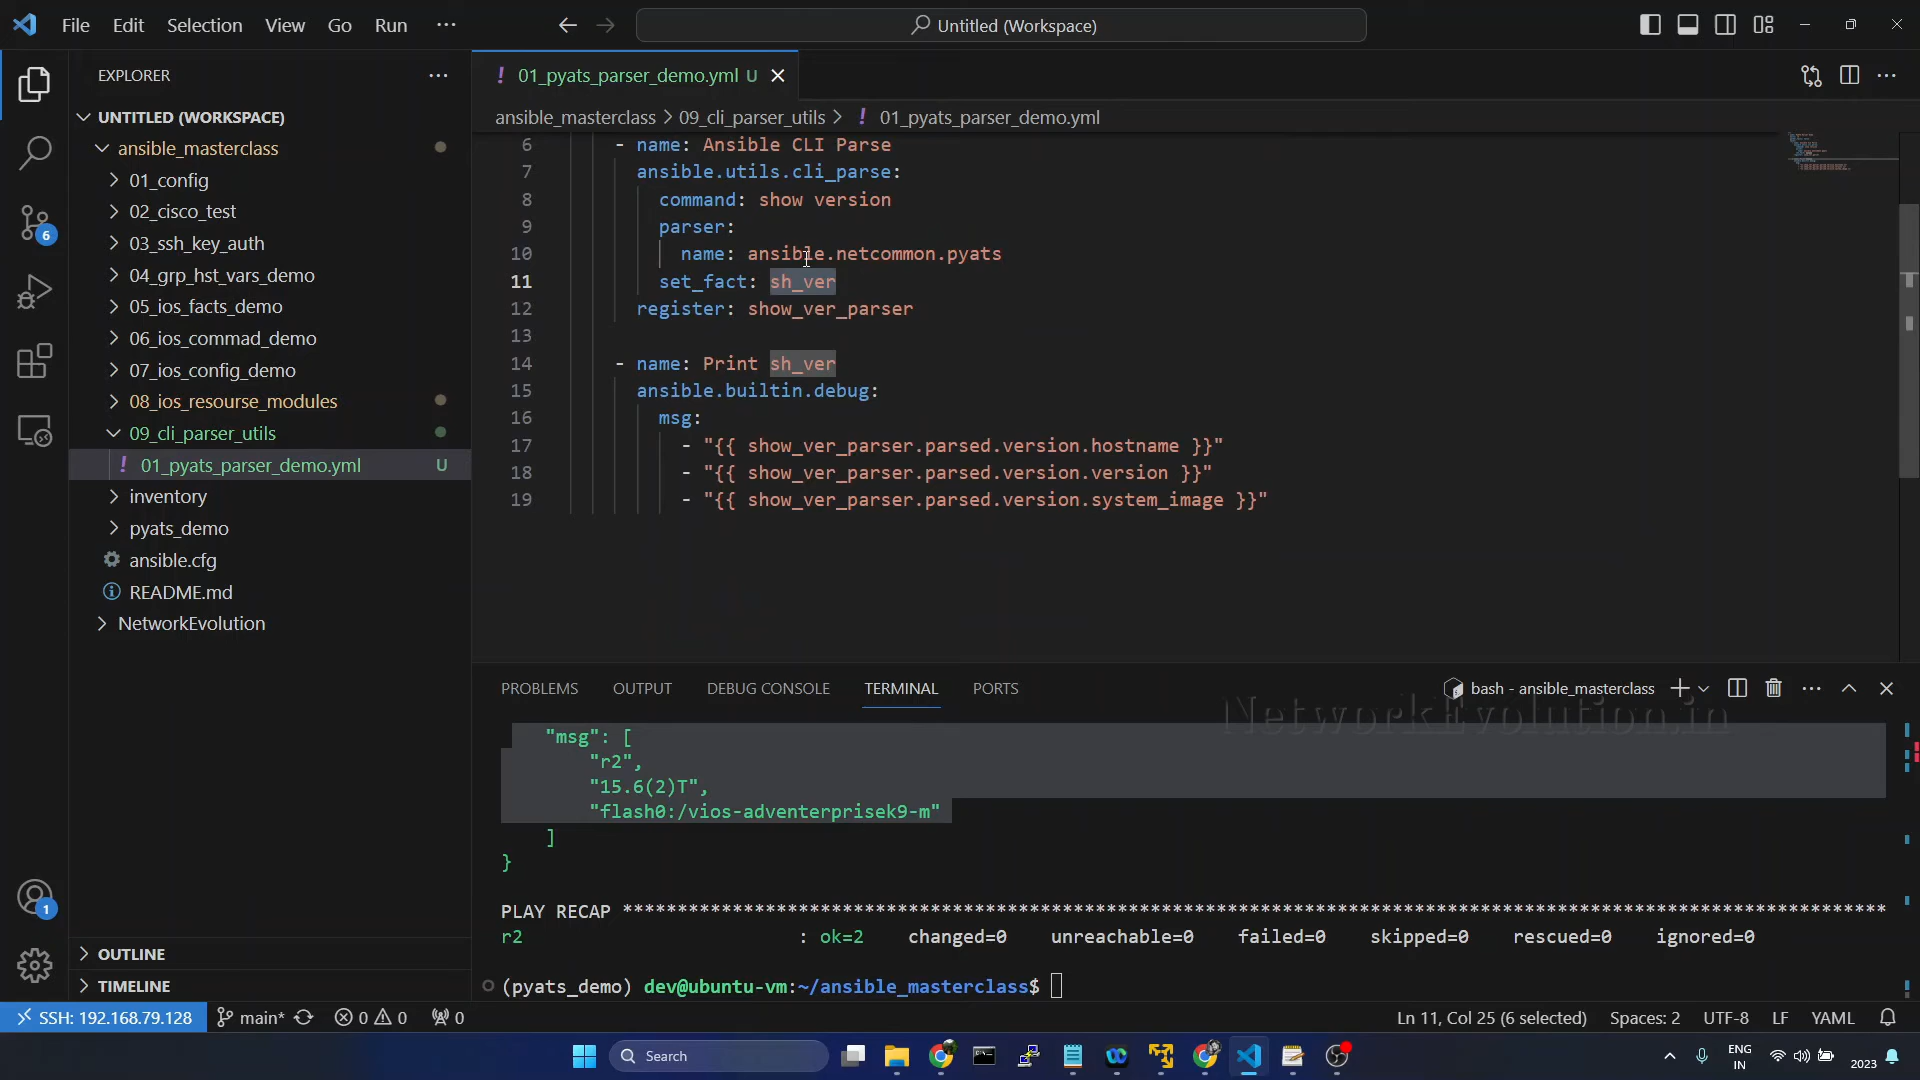 File Edit Selection View Go Run ···
Untitled (Workspace)
EXPLORER
01_pyats_parser_demo.yml U
UNTITLED (WORKSPACE)
ansible_masterclass > 09_cli_parser_utils > ! 01_pyats_parser_demo.yml
ansible_masterclass
01_config
02_cisco_test
03_ssh_key_auth
04_grp_hst_vars_demo
05_ios_facts_demo
06_ios_commad_demo
07_ios_config_demo
08_ios_resourse_modules
09_cli_parser_utils
! 01_pyats_parser_demo.yml U
inventory
pyats_demo
ansible.cfg
README.md
NetworkEvolution
OUTLINE
TIMELINE
6 - name: Ansible CLI Parse
7 ansible.utils.cli_parse:
8 command: show version
9 parser:
10 name: ansible.netcommon.pyats
11 set_fact: sh_ver
12 register: show_ver_parser
13
14 - name: Print sh_ver
15 ansible.builtin.debug:
16 msg:
17 - "{{ show_ver_parser.parsed.version.hostname }}"
18 - "{{ show_ver_parser.parsed.version.version }}"
19 - "{{ show_ver_parser.parsed.version.system_image }}"
PROBLEMS OUTPUT DEBUG CONSOLE TERMINAL PORTS
bash - ansible_masterclass
NetworkEvolution.in
"msg": [
"r2",
"15.6(2)T",
"flash0:/vios-adventerprisek9-m"
]
}
PLAY RECAP *******************************************************************************************************************
r2 : ok=2 changed=0 unreachable=0 failed=0 skipped=0 rescued=0 ignored=0
(pyats_demo) dev@ubuntu-vm:~/ansible_masterclass$
6
1
SSH: 192.168.79.128 main* 0 0 0
Ln 11, Col 25 (6 selected) Spaces: 2 UTF-8 LF YAML
Search
ENG
IN
2023